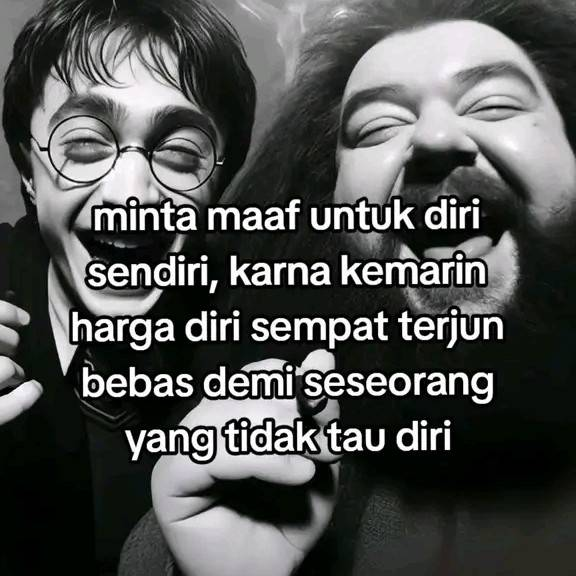 minta maaf untuk diri
sendiri, karna kemarin
harga diri sempat terjun
bebas demi seseorang
yang tidak tau diri